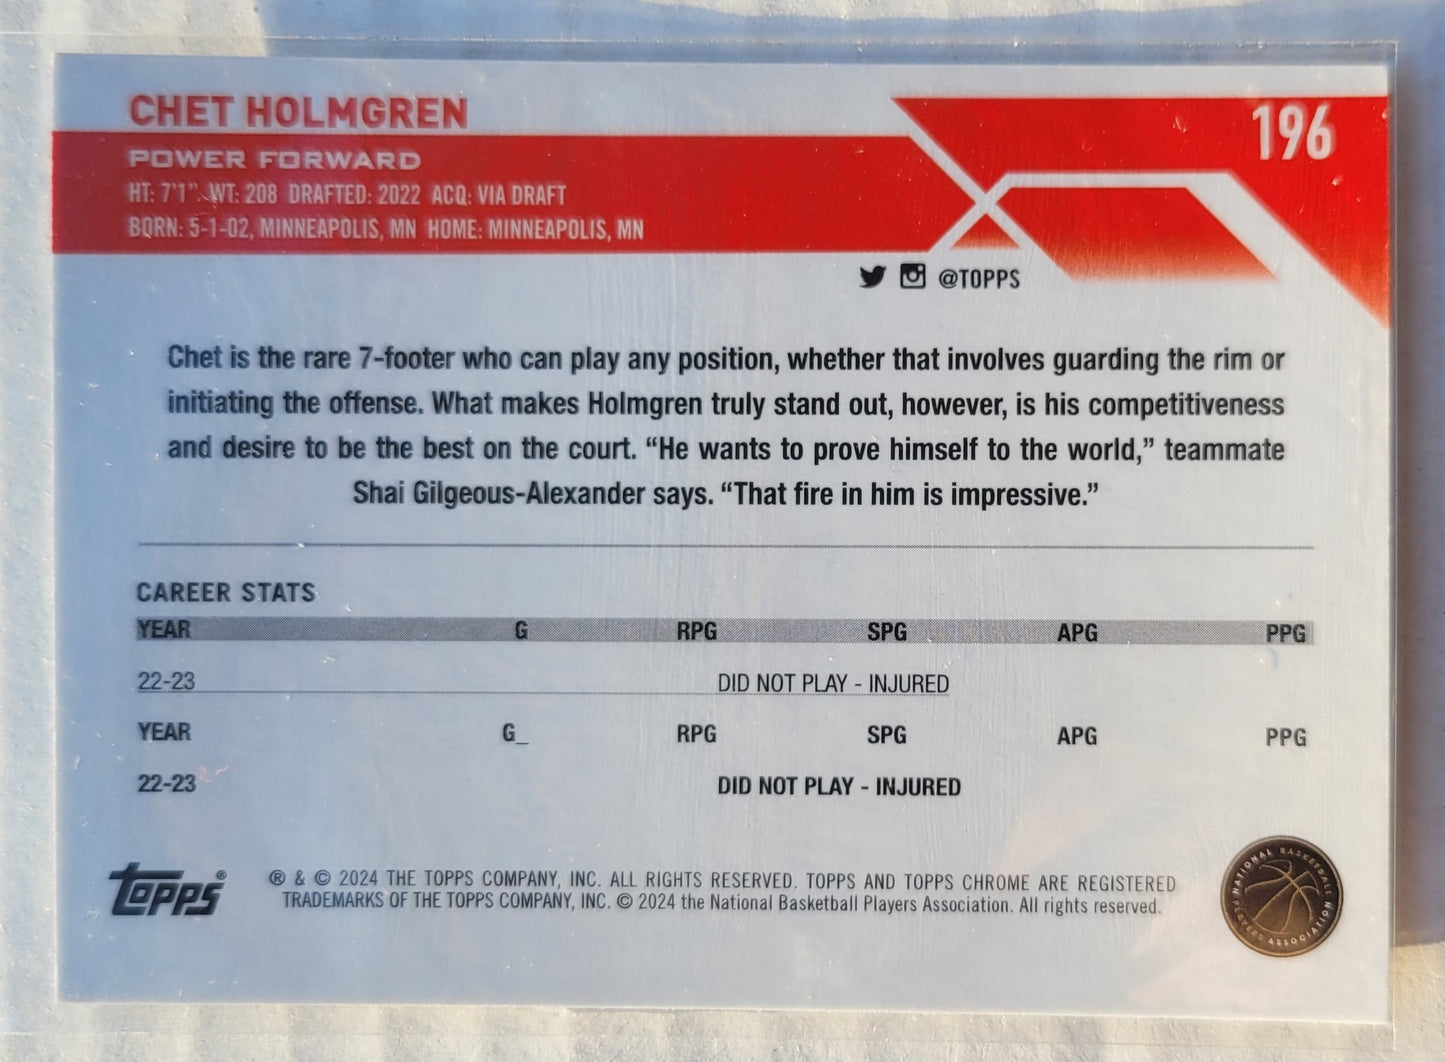 CHET HOLMGREN
196
POWER FORWARD
HT: 7'1" WT: 208 DRAFTED: 2022 ACQ: VIA DRAFT
BORN: 5-1-02, MINNEAPOLIS, MN HOME: MINNEAPOLIS, MN
@TOPPS
Chet is the rare 7-footer who can play any position, whether that involves guarding the rim or
initiating the offense. What makes Holmgren truly stand out, however, is his competitiveness
and desire to be the best on the court. “He wants to prove himself to the world,” teammate
Shai Gilgeous-Alexander says. “That fire in him is impressive.”
CAREER STATS
YEAR G RPG SPG APG PPG
22-23 DID NOT PLAY - INJURED
YEAR G_ RPG SPG APG PPG
22-23 DID NOT PLAY - INJURED
topps®
® & © 2024 THE TOPPS COMPANY, INC. ALL RIGHTS RESERVED. TOPPS AND TOPPS CHROME ARE REGISTERED
TRADEMARKS OF THE TOPPS COMPANY, INC. © 2024 the National Basketball Players Association. All rights reserved.
NATIONAL BASKETBALL PLAYERS ASSOCIATION